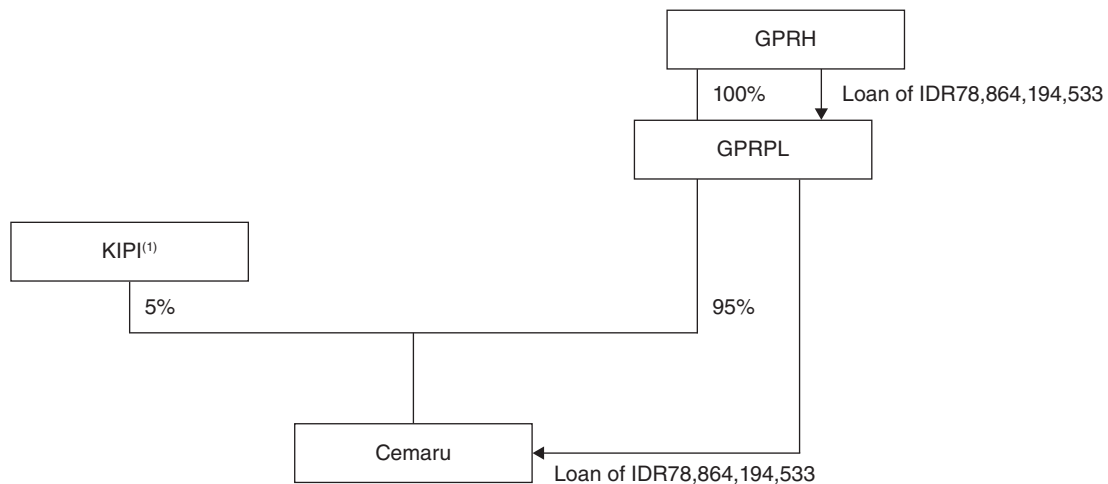 GPRH
100%
Loan of IDR78,864,194,533
GPRPL
KIPI(1)
5%
95%
Cemaru
Loan of IDR78,864,194,533